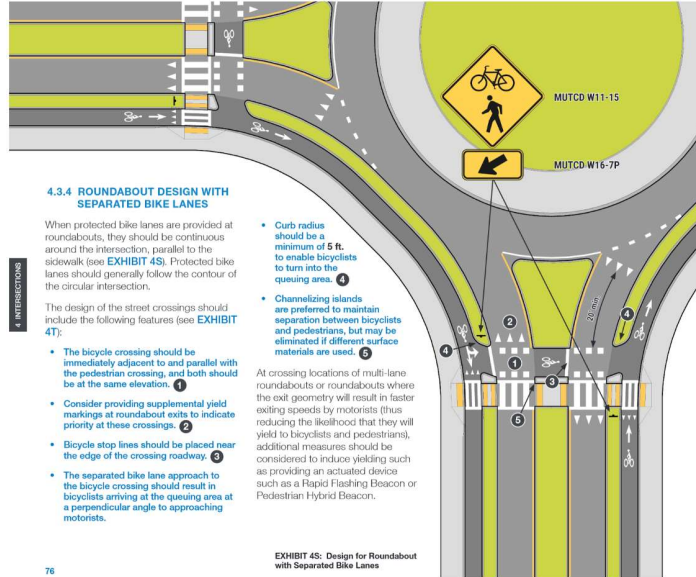 MUTCD W11-15
MUTCD W16-7P
4.3.4 ROUNDABOUT DESIGN WITH
SEPARATED BIKE LANES
When protected bike lanes are provided at
roundabouts, they should be continuous
around the intersection, parallel to the
sidewalk (see EXHIBIT 4S). Protected bike
lanes should generally follow the contour of
the circular intersection.
The design of the street crossings should
include the following features (see EXHIBIT
4T):
• The bicycle crossing should be
immediately adjacent to and parallel with
the pedestrian crossing, and both should
be at the same elevation. 1
• Consider providing supplemental yield
markings at roundabout exits to indicate
priority at these crossings. 2
• Bicycle stop lines should be placed near
the edge of the crossing roadway. 3
• The separated bike lane approach to
the bicycle crossing should result in
bicyclists arriving at the queuing area at
a perpendicular angle to approaching
motorists.
• Curb radius
should be a
minimum of 5 ft.
to enable bicyclists
to turn into the
queuing area. 4
• Channelizing islands
are preferred to maintain
separation between bicyclists
and pedestrians, but may be
eliminated if different surface
materials are used. 5
At crossing locations of multi-lane
roundabouts or roundabouts where
the exit geometry will result in faster
exiting speeds by motorists (thus
reducing the likelihood that they will
yield to bicyclists and pedestrians),
additional measures should be
considered to induce yielding such
as providing an actuated device
such as a Rapid Flashing Beacon or
Pedestrian Hybrid Beacon.
2
20' min
4
4
1
3
5
EXHIBIT 4S: Design for Roundabout
with Separated Bike Lanes
4 INTERSECTIONS
76